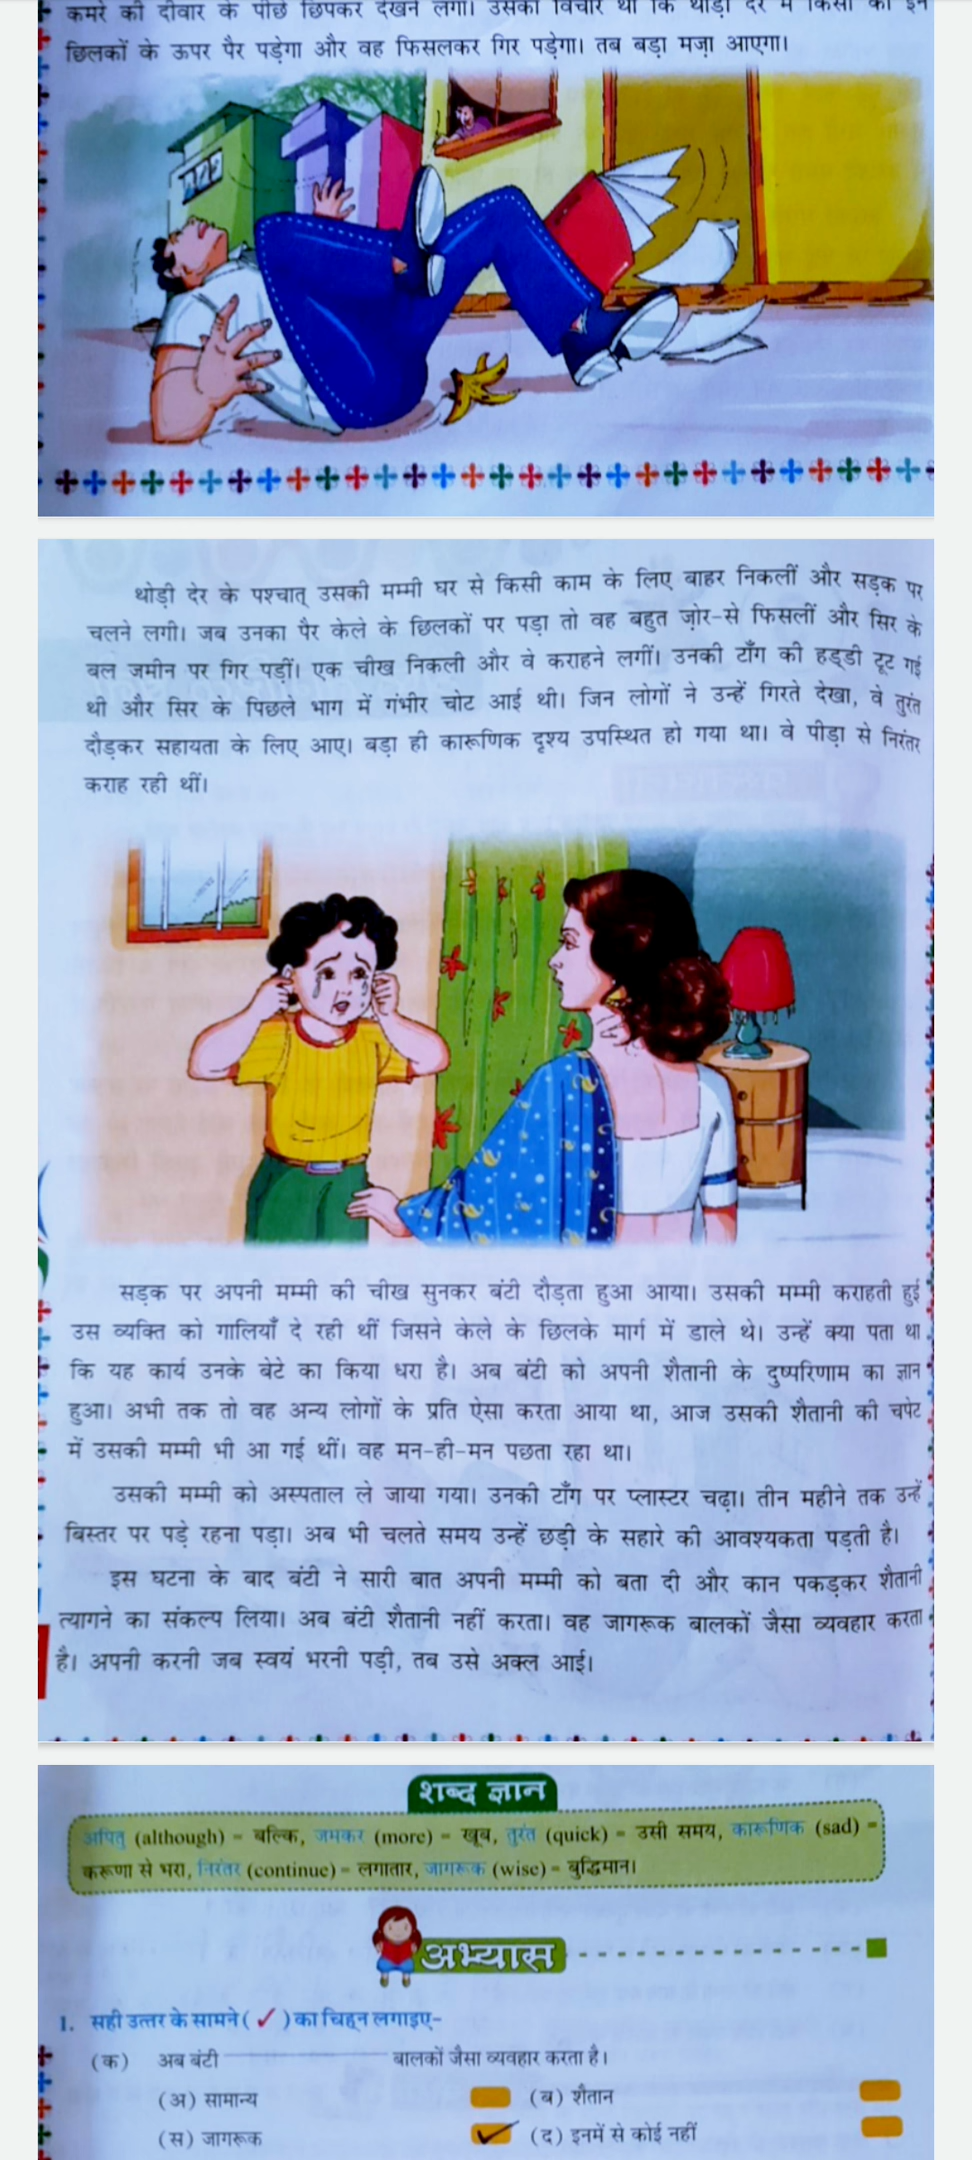 कमरे की दीवार के पीछे छिपकर देखने लगा। उसका विचार था कि थोड़ी देर में किसी का इन
छिलकों के ऊपर पैर पड़ेगा और वह फिसलकर गिर पड़ेगा। तब बड़ा मज़ा आएगा।
थोड़ी देर के पश्चात् उसकी मम्मी घर से किसी काम के लिए बाहर निकलीं और सड़क पर
चलने लगी। जब उनका पैर केले के छिलकों पर पड़ा तो वह बहुत ज़ोर-से फिसलीं और सिर के
बल जमीन पर गिर पड़ीं। एक चीख निकली और वे कराहने लगीं। उनकी टाँग की हड्डी टूट गई
थी और सिर के पिछले भाग में गंभीर चोट आई थी। जिन लोगों ने उन्हें गिरते देखा, वे तुरंत
दौड़कर सहायता के लिए आए। बड़ा ही कारूणिक दृश्य उपस्थित हो गया था। वे पीड़ा से निरंतर
कराह रही थीं।
सड़क पर अपनी मम्मी की चीख सुनकर बंटी दौड़ता हुआ आया। उसकी मम्मी कराहती हुई
उस व्यक्ति को गालियाँ दे रही थीं जिसने केले के छिलके मार्ग में डाले थे। उन्हें क्या पता था
कि यह कार्य उनके बेटे का किया धरा है। अब बंटी को अपनी शैतानी के दुष्परिणाम का ज्ञान
हुआ। अभी तक तो वह अन्य लोगों के प्रति ऐसा करता आया था, आज उसकी शैतानी की चपेट
में उसकी मम्मी भी आ गई थीं। वह मन-ही-मन पछता रहा था।
उसकी मम्मी को अस्पताल ले जाया गया। उनकी टाँग पर प्लास्टर चढ़ा। तीन महीने तक उन्हें
बिस्तर पर पड़े रहना पड़ा। अब भी चलते समय उन्हें छड़ी के सहारे की आवश्यकता पड़ती है।
इस घटना के बाद बंटी ने सारी बात अपनी मम्मी को बता दी और कान पकड़कर शैतानी
त्यागने का संकल्प लिया। अब बंटी शैतानी नहीं करता। वह जागरूक बालकों जैसा व्यवहार करता
है। अपनी करनी जब स्वयं भरनी पड़ी, तब उसे अक्ल आई।
शब्द ज्ञान
अपितु (although) = बल्कि, जमकर (more) = खूब, तुरंत (quick) = उसी समय, कारूणिक (sad) =
करूणा से भरा, निरंतर (continue) = लगातार, जागरूक (wise) = बुद्धिमान।
अभ्यास
1. सही उत्तर के सामने ( ✓ ) का चिह्न लगाइए-
(क) अब बंटी __________ बालकों जैसा व्यवहार करता है।
(अ) सामान्य (ब) शैतान
(स) जागरूक ✓ (द) इनमें से कोई नहीं